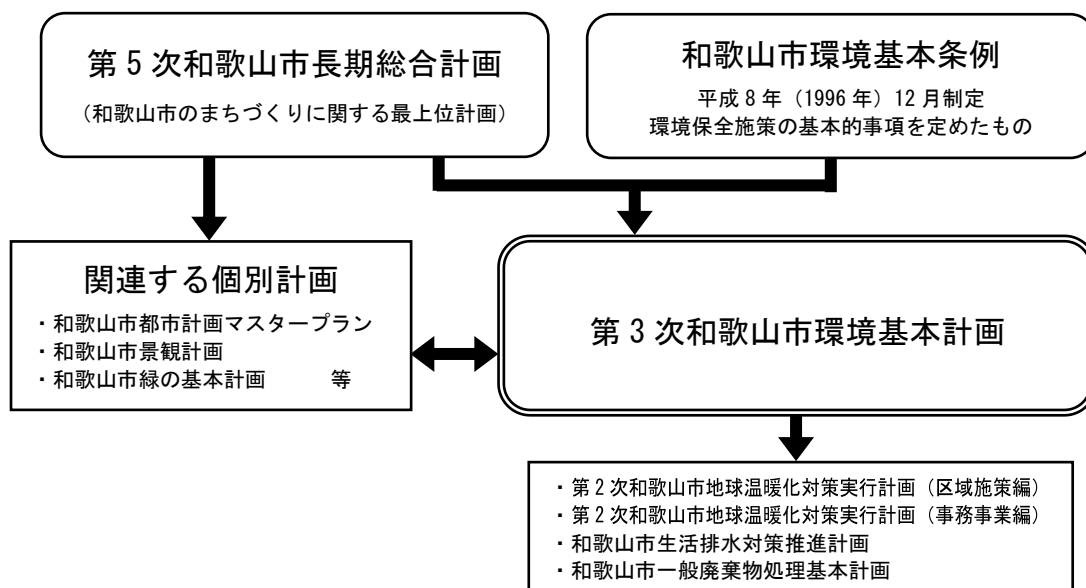 第５次和歌山市長期総合計画
（和歌山市のまちづくりに関する最上位計画）
和歌山市環境基本条例
平成８年（1996年）12月制定
環境保全施策の基本的事項を定めたもの
関連する個別計画
・和歌山市都市計画マスタープラン
・和歌山市景観計画
・和歌山市緑の基本計画　　　等
第３次和歌山市環境基本計画
・第２次和歌山市地球温暖化対策実行計画（区域施策編）
・第２次和歌山市地球温暖化対策実行計画（事務事業編）
・和歌山市生活排水対策推進計画
・和歌山市一般廃棄物処理基本計画